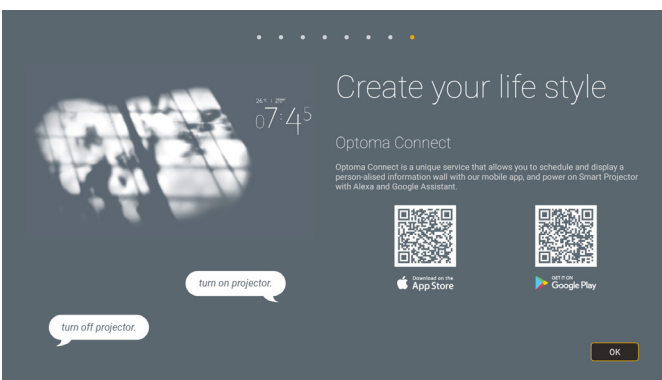 Create your life style
07:45
Optoma Connect
Optoma Connect is a unique service that allows you to schedule and display a
person-alised information wall with our mobile app, and power on Smart Projector
with Alexa and Google Assistant.
turn on projector.
Download on the
App Store
GET IT ON
Google Play
turn off projector.
OK